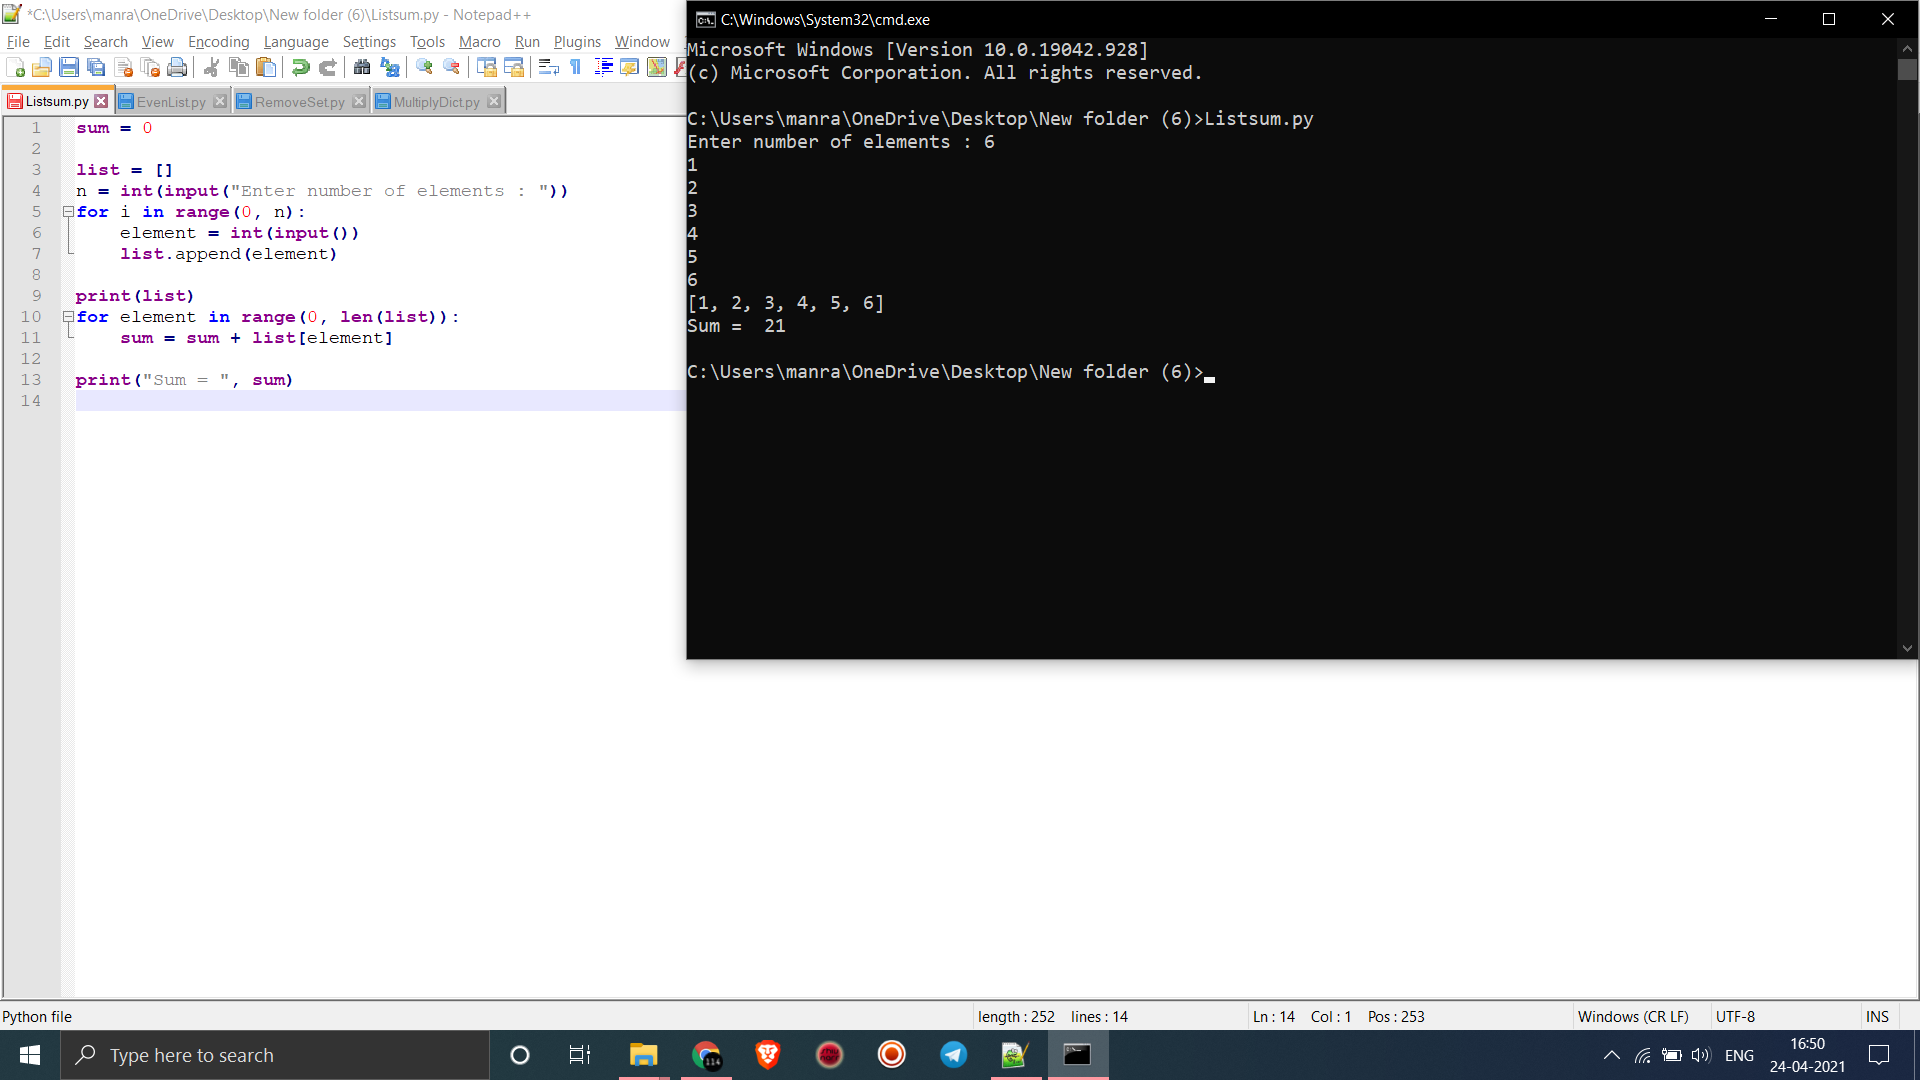 *C:\Users\manra\OneDrive\Desktop\New folder (6)\Listsum.py - Notepad++
File Edit Search View Encoding Language Settings Tools Macro Run Plugins Window
Listsum.py EvenList.py RemoveSet.py MultiplyDict.py
1 sum = 0
2
3 list = []
4 n = int(input("Enter number of elements : "))
5 for i in range(0, n):
6     element = int(input())
7     list.append(element)
8
9 print(list)
10 for element in range(0, len(list)):
11     sum = sum + list[element]
12
13 print("Sum = ", sum)
14
C:\Windows\System32\cmd.exe
Microsoft Windows [Version 10.0.19042.928]
(c) Microsoft Corporation. All rights reserved.
C:\Users\manra\OneDrive\Desktop\New folder (6)>Listsum.py
Enter number of elements : 6
1
2
3
4
5
6
[1, 2, 3, 4, 5, 6]
Sum =  21
C:\Users\manra\OneDrive\Desktop\New folder (6)>
Python file length : 252 lines : 14 Ln : 14 Col : 1 Pos : 253 Windows (CR LF) UTF-8 INS
Type here to search
114
ENG
16:50
24-04-2021